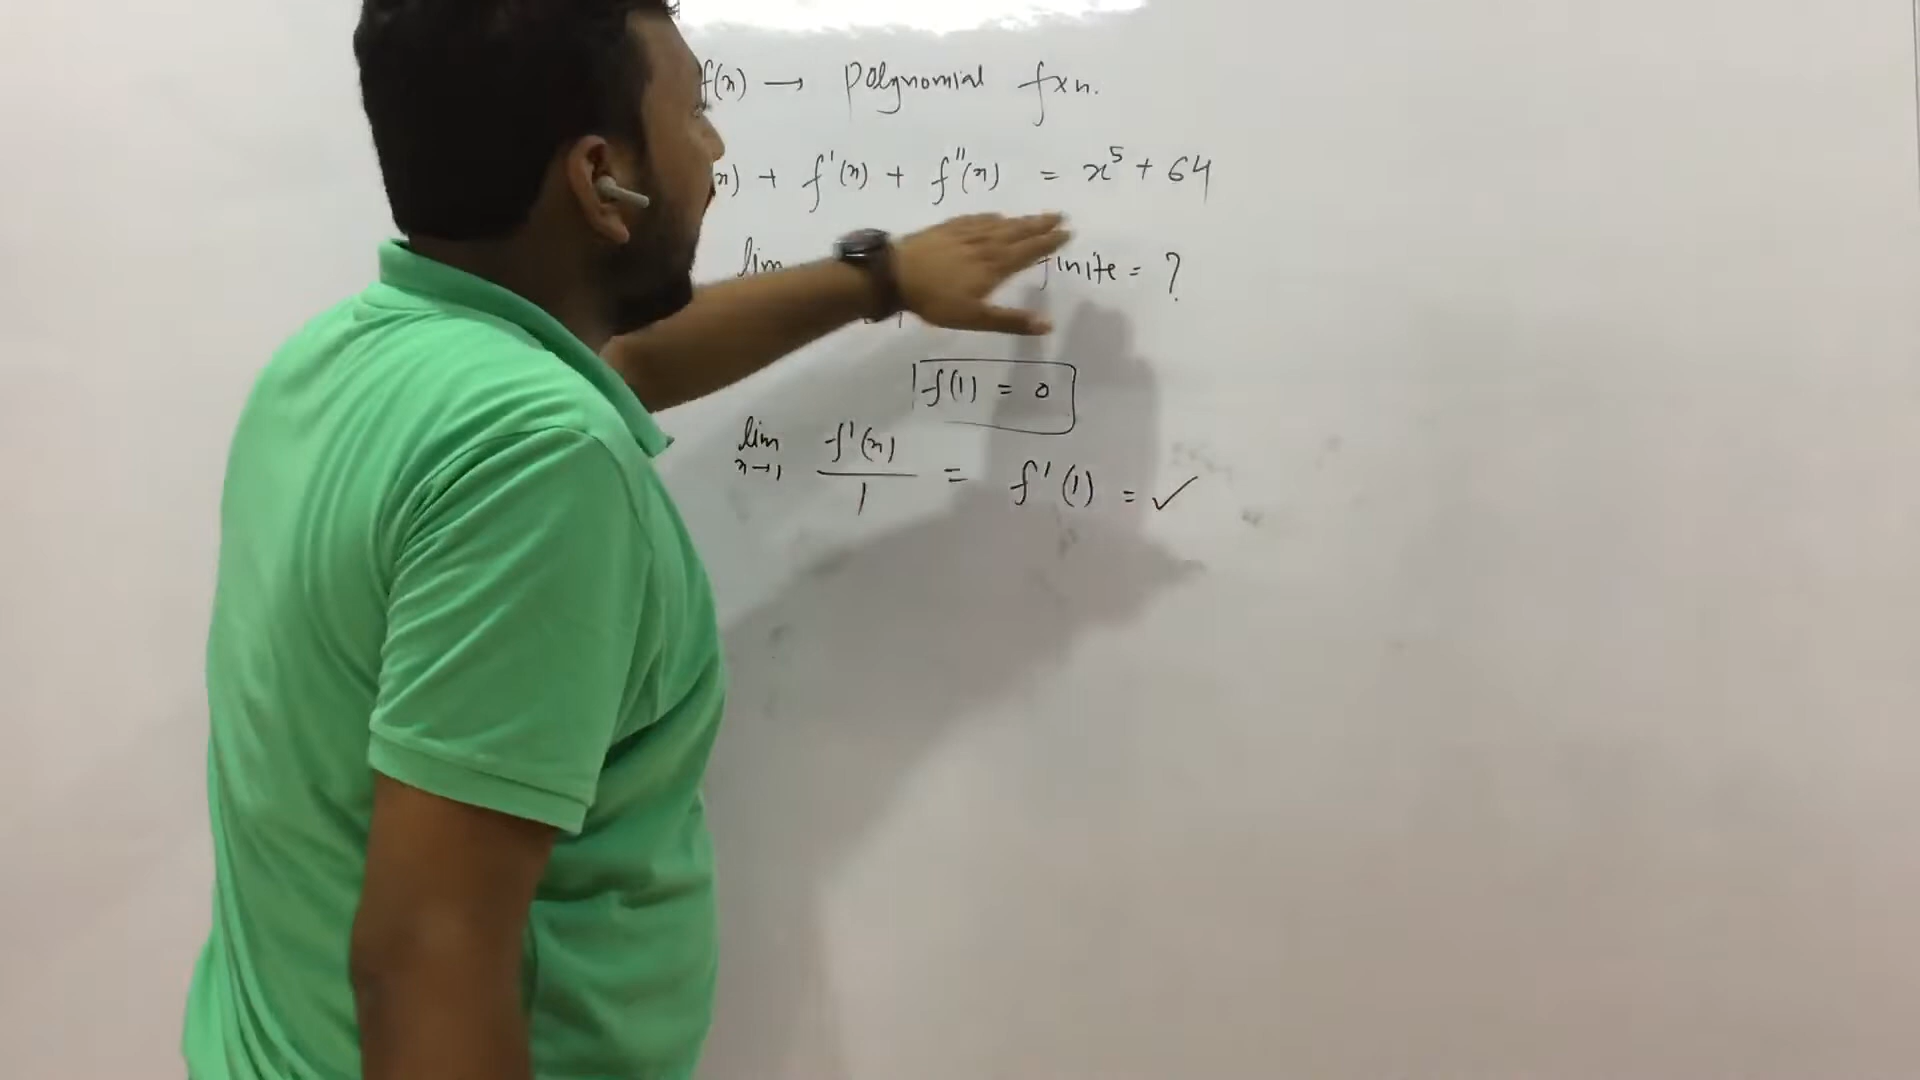 f(x) → Polynomial fxn.
x) + f'(x) + f''(x) = x⁵ + 64
lim finite = ?
f(1) = 0
lim x→1 f'(x)/1 = f'(1) = ✓